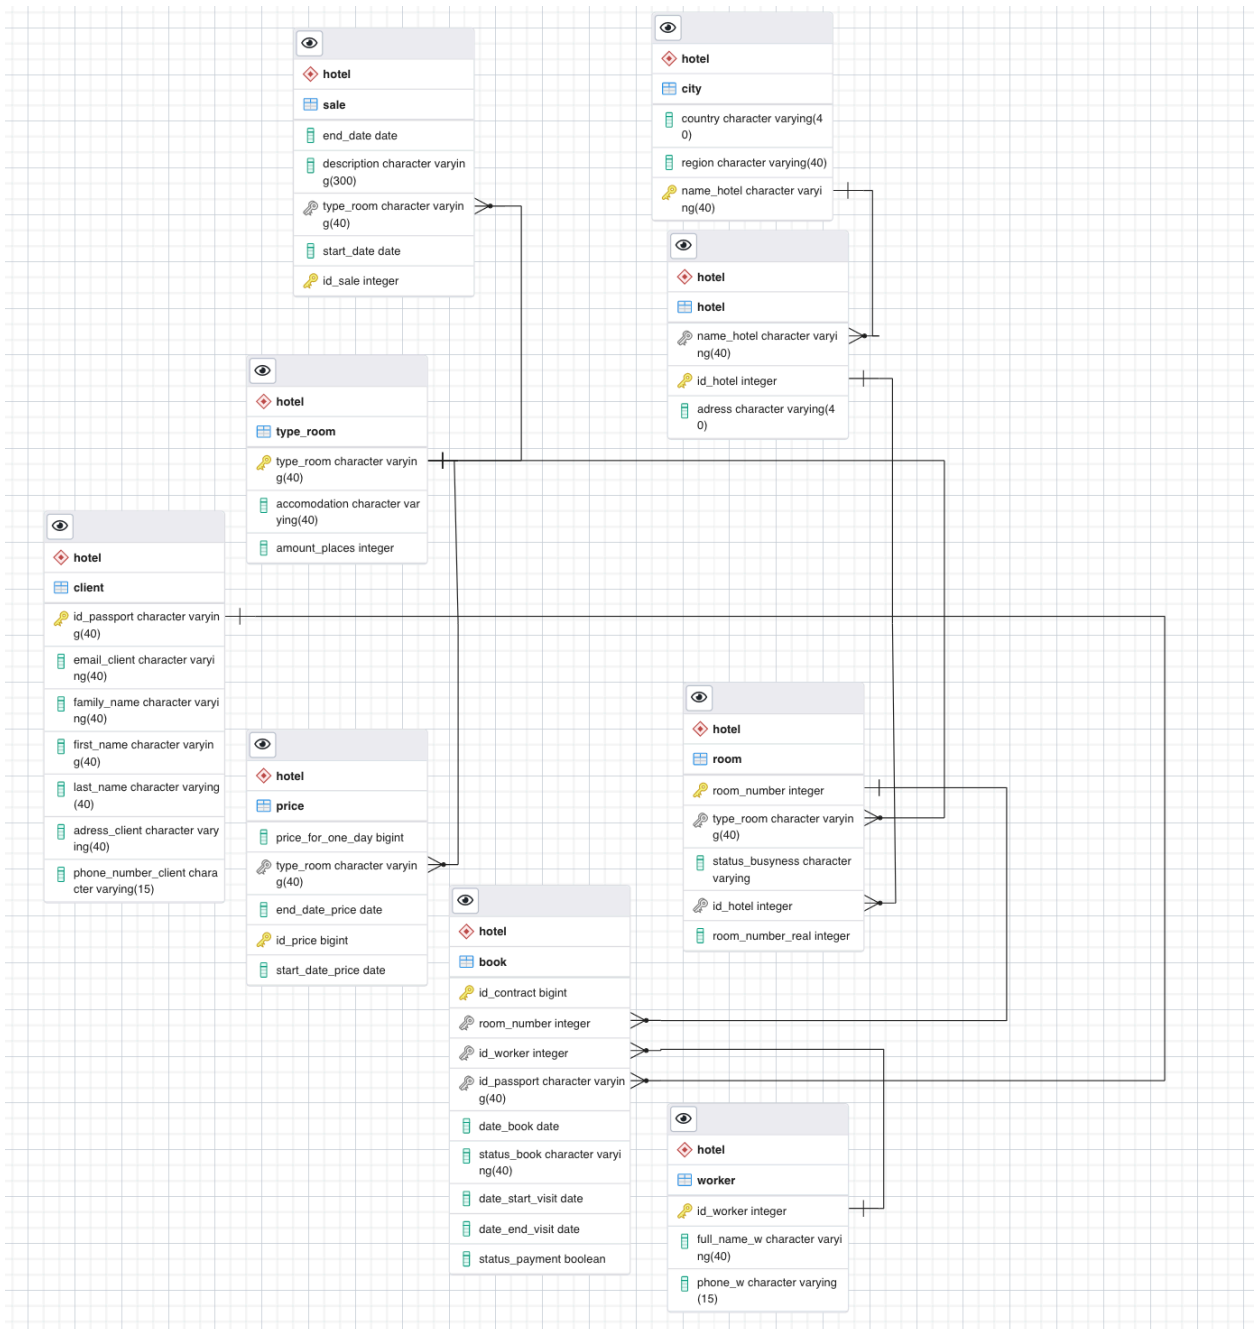 hotel
sale
end_date date
description character varyin
g(300)
type_room character varyin
g(40)
start_date date
id_sale integer
hotel
city
country character varying(4
0)
region character varying(40)
name_hotel character varyi
ng(40)
hotel
hotel
name_hotel character varyi
ng(40)
id_hotel integer
adress character varying(4
0)
hotel
type_room
type_room character varyin
g(40)
accomodation character var
ying(40)
amount_places integer
hotel
client
id_passport character varyin
g(40)
email_client character varyi
ng(40)
family_name character varyi
ng(40)
first_name character varyin
g(40)
last_name character varying
(40)
adress_client character vary
ing(40)
phone_number_client chara
cter varying(15)
hotel
price
price_for_one_day bigint
type_room character varyin
g(40)
end_date_price date
id_price bigint
start_date_price date
hotel
room
room_number integer
type_room character varyin
g(40)
status_busyness character
varying
id_hotel integer
room_number_real integer
hotel
book
id_contract bigint
room_number integer
id_worker integer
id_passport character varyin
g(40)
date_book date
status_book character varyi
ng(40)
date_start_visit date
date_end_visit date
status_payment boolean
hotel
worker
id_worker integer
full_name_w character varyi
ng(40)
phone_w character varying
(15)